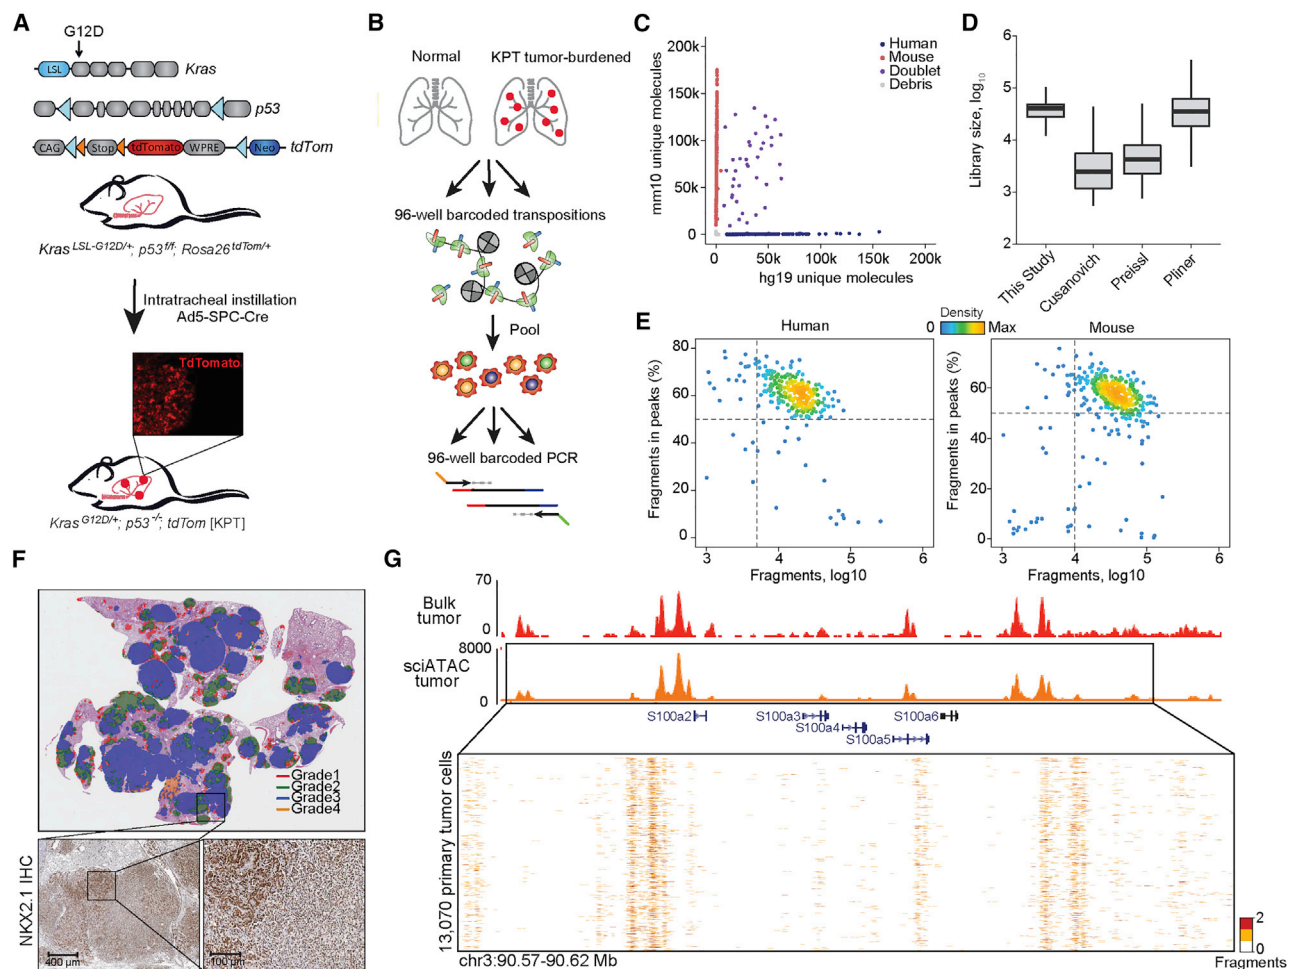 A
G12D
LSL
Kras
p53
CAG
Stop
tdTomato
WPRE
Neo
tdTom
Kras LSL-G12D/+; p53 f/f; Rosa26 tdTom/+
Intratracheal instillation
Ad5-SPC-Cre
TdTomato
Kras G12D/+; p53 -/-; tdTom [KPT]
B
Normal
KPT tumor-burdened
96-well barcoded transpositions
Pool
96-well barcoded PCR
C
200k
150k
100k
50k
0
mm10 unique molecules
Human
Mouse
Doublet
Debris
0
50k
100k
150k
200k
hg19 unique molecules
D
6
5
4
3
2
Library size, log10
This Study
Cusanovich
Preissl
Pliner
E
Human
Density
0
Max
Mouse
80
60
40
20
0
Fragments in peaks (%)
3
4
5
6
Fragments, log10
60
40
20
0
Fragments in peaks (%)
3
4
5
6
Fragments, log10
F
Grade1
Grade2
Grade3
Grade4
NKX2.1 IHC
400 µm
100 µm
G
70
Bulk
tumor
0
8000
sciATAC
tumor
0
S100a2
S100a3
S100a4
S100a5
S100a6
13,070 primary tumor cells
chr3:90.57-90.62 Mb
2
0
Fragments